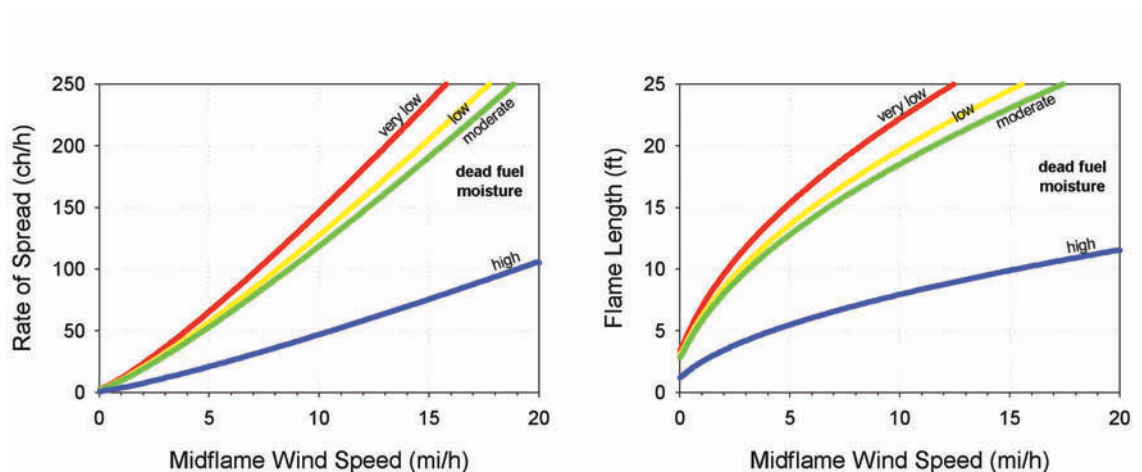 250
200
150
100
50
0
Rate of Spread (ch/h)
very low
low
moderate
dead fuel
moisture
high
0 5 10 15 20
Midflame Wind Speed (mi/h)
25
20
15
10
5
0
Flame Length (ft)
very low
low
moderate
dead fuel
moisture
high
0 5 10 15 20
Midflame Wind Speed (mi/h)